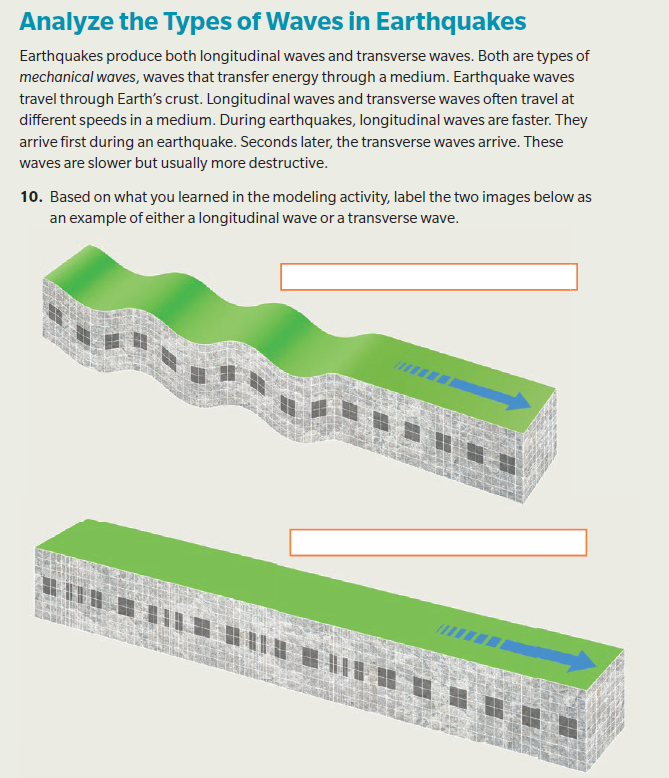 Analyze the Types of Waves in Earthquakes
Earthquakes produce both longitudinal waves and transverse waves. Both are types of
mechanical waves, waves that transfer energy through a medium. Earthquake waves
travel through Earth’s crust. Longitudinal waves and transverse waves often travel at
different speeds in a medium. During earthquakes, longitudinal waves are faster. They
arrive first during an earthquake. Seconds later, the transverse waves arrive. These
waves are slower but usually more destructive.
10. Based on what you learned in the modeling activity, label the two images below as
an example of either a longitudinal wave or a transverse wave.